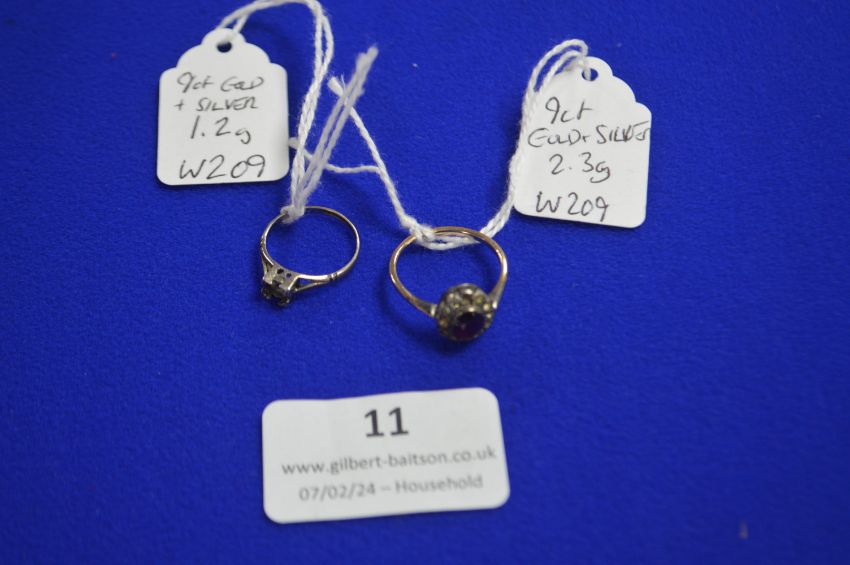 9ct GOLD
+ SILVER
1.2g
W209
9ct
GOLD + SILVER
2.3g
W209
11
www.gilbert-baitson.co.uk
07/02/24 – Household